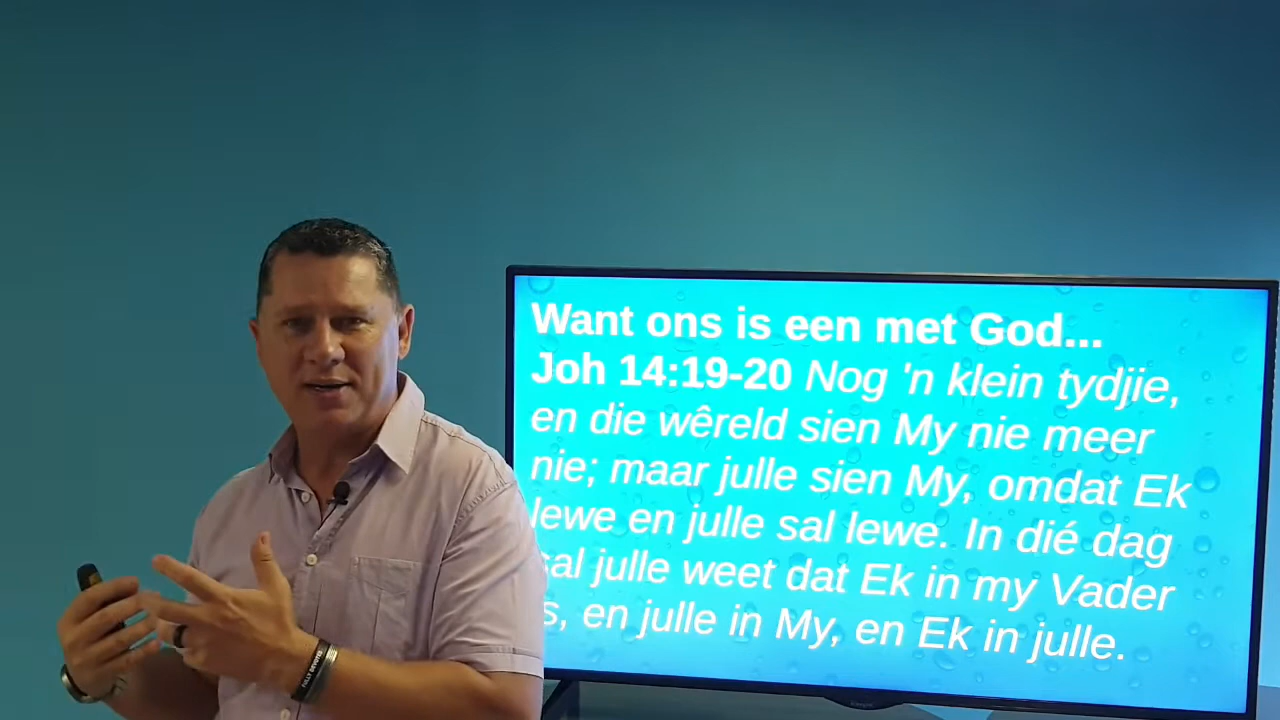 Want ons is een met God...
Joh 14:19-20 Nog 'n klein tydjie,
en die wêreld sien My nie meer
nie; maar julle sien My, omdat Ek
lewe en julle sal lewe. In dié dag
sal julle weet dat Ek in my Vader
s, en julle in My, en Ek in julle.
FULLY DEVOTED